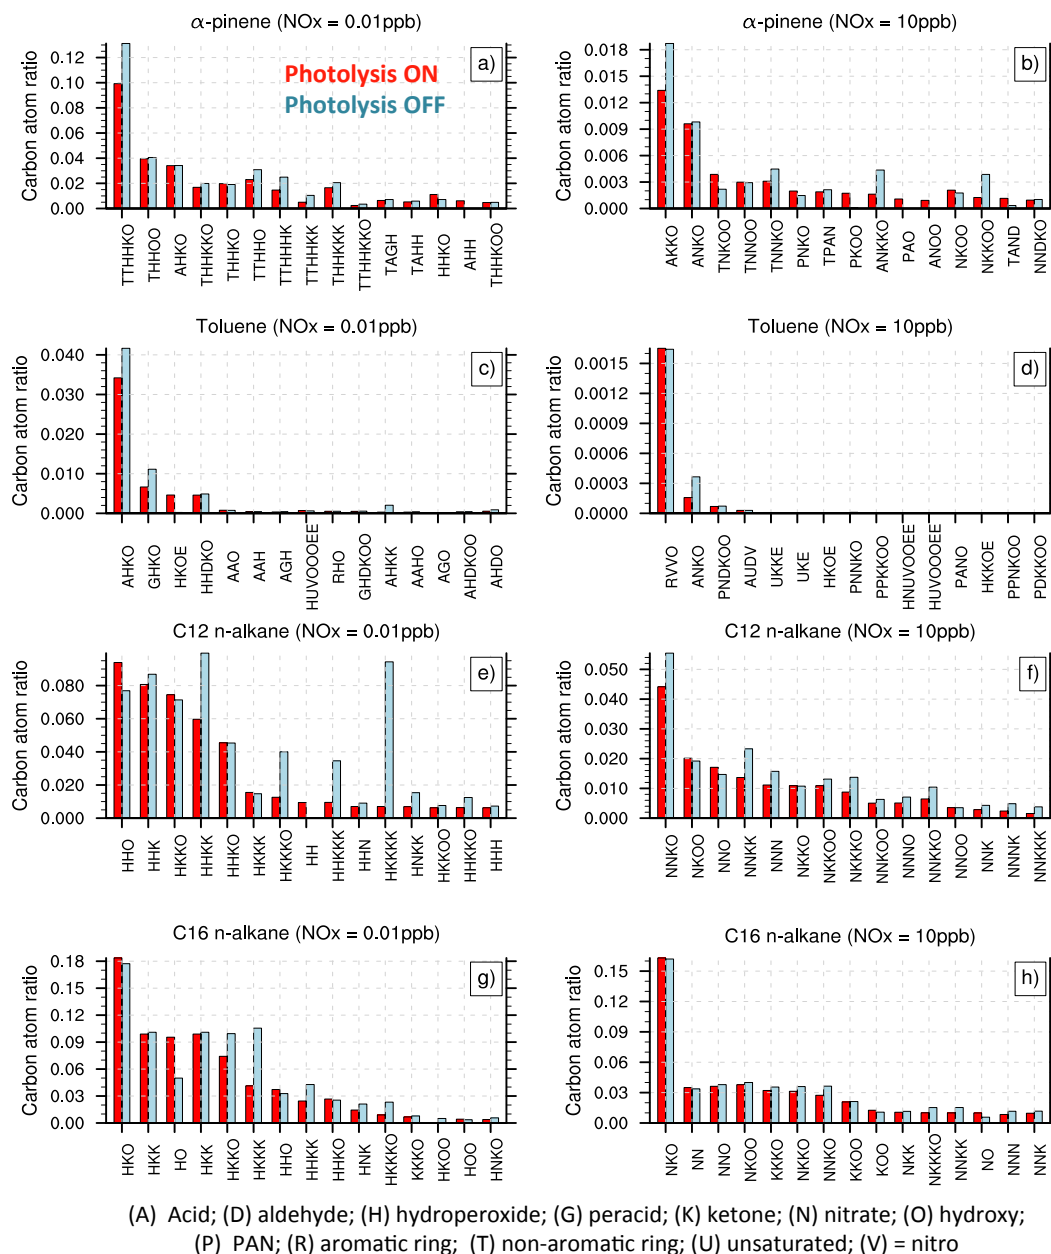 α-pinene (NOx = 0.01ppb)
a)
Photolysis ON
Photolysis OFF
Carbon atom ratio
0.12
0.10
0.08
0.06
0.04
0.02
0.00
TTHHKO
THHOO
AHKO
THHKKO
THHKO
TTHHO
TTHHHK
TTHHKK
THHKKK
TTHHKKO
TAGH
TAHH
HHKO
AHH
THHKOO
α-pinene (NOx = 10ppb)
b)
Carbon atom ratio
0.018
0.015
0.012
0.009
0.006
0.003
0.000
AKKO
ANKO
TNKOO
TNNOO
TNNKO
PNKO
TPAN
PKOO
ANKKO
PAO
ANOO
NKOO
NKKOO
TAND
NNDKO
Toluene (NOx = 0.01ppb)
c)
Carbon atom ratio
0.040
0.030
0.020
0.010
0.000
AHKO
GHKO
HKOE
HHDKO
AAO
AAH
AGH
HUVOOOEE
RHO
GHDKOO
AHKK
AAHO
AGO
AHDKOO
AHDO
Toluene (NOx = 10ppb)
d)
Carbon atom ratio
0.0015
0.0012
0.0009
0.0006
0.0003
0.0000
RVVO
ANKO
PNDKOO
AUDV
UKKE
UKE
HKOE
PNNKO
PPKKOO
HNUVOOEE
HUVOOOEE
PANO
HKKOE
PPNKOO
PDKKOO
C12 n-alkane (NOx = 0.01ppb)
e)
Carbon atom ratio
0.080
0.060
0.040
0.020
0.000
HHO
HHK
HKKO
HHKK
HHKO
HKKK
HKKKO
HH
HHKKK
HHN
HKKKK
HNKK
HKKOO
HHKKO
HHH
C12 n-alkane (NOx = 10ppb)
f)
Carbon atom ratio
0.050
0.040
0.030
0.020
0.010
0.000
NNKO
NKOO
NNO
NNKK
NNN
NKKO
NKKOO
NKKKO
NNKOO
NNNO
NNKKO
NNOO
NNK
NNNK
NNKKK
C16 n-alkane (NOx = 0.01ppb)
g)
Carbon atom ratio
0.18
0.15
0.12
0.09
0.06
0.03
0.00
HKO
HKK
HO
HKK
HKKO
HKKK
HHO
HHKK
HHKO
HNK
HKKKO
KKKO
HKOO
HOO
HNKO
C16 n-alkane (NOx = 10ppb)
h)
Carbon atom ratio
0.15
0.12
0.09
0.06
0.03
0.00
NKO
NN
NNO
NKOO
KKKO
NKKO
NNKO
KKOO
KOO
NKK
NKKKO
NNKK
NO
NNN
NNK
(A) Acid; (D) aldehyde; (H) hydroperoxide; (G) peracid; (K) ketone; (N) nitrate; (O) hydroxy;
(P) PAN; (R) aromatic ring; (T) non-aromatic ring; (U) unsaturated; (V) = nitro